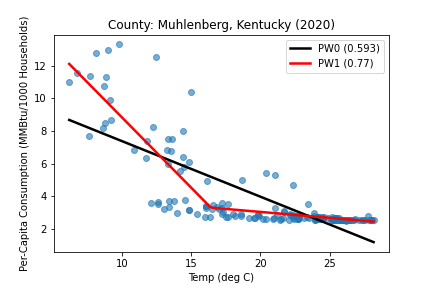 County: Muhlenberg, Kentucky (2020)
PW0 (0.593)
PW1 (0.77)
Per-Capita Consumption (MMBtu/1000 Households)
12
10
8
6
4
2
10
15
20
25
Temp (deg C)